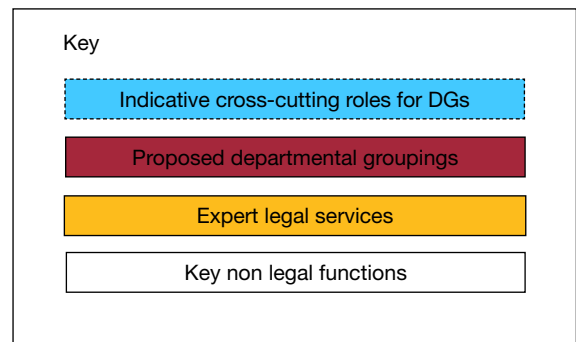 Key
Indicative cross-cutting roles for DGs
Proposed departmental groupings
Expert legal services
Key non legal functions